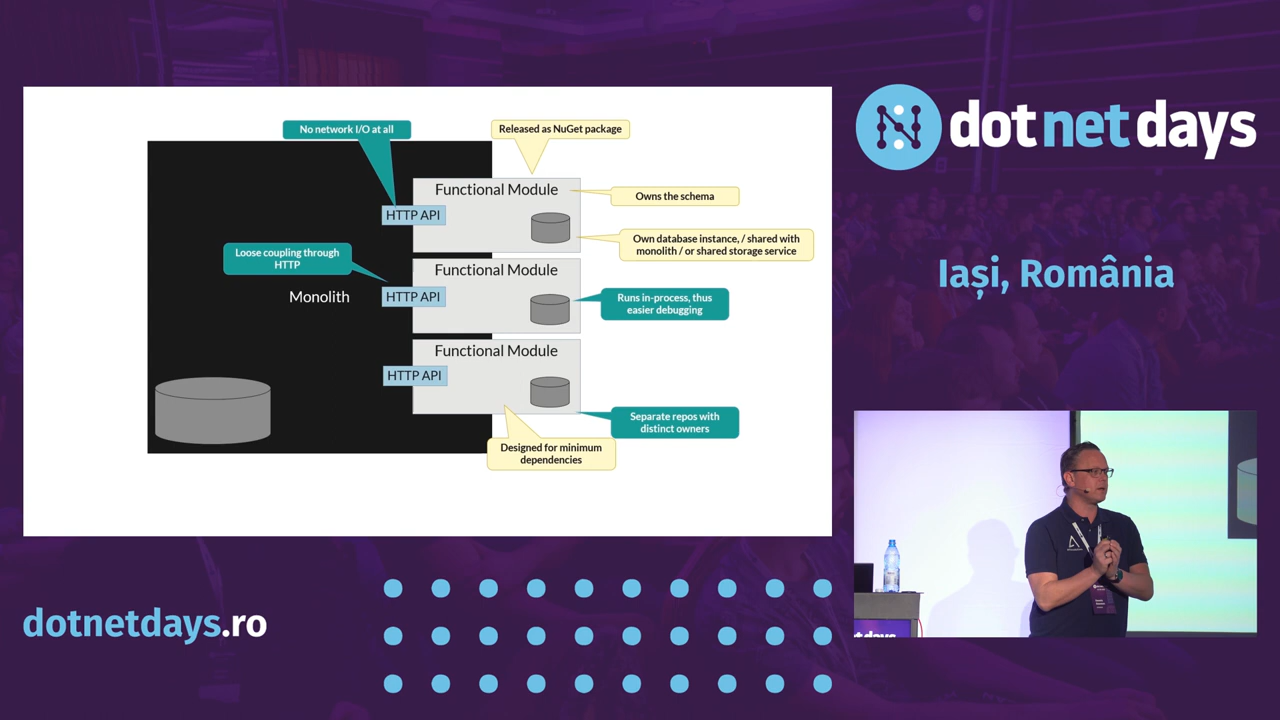 No network I/O at all
Released as NuGet package
Functional Module
Owns the schema
HTTP API
Own database instance, / shared with
monolith / or shared storage service
Loose coupling through
HTTP
Functional Module
Monolith
HTTP API
Runs in-process, thus
easier debugging
Functional Module
HTTP API
Separate repos with
distinct owners
Designed for minimum
dependencies
dotnetdays
Iași, România
dotnetdays.ro